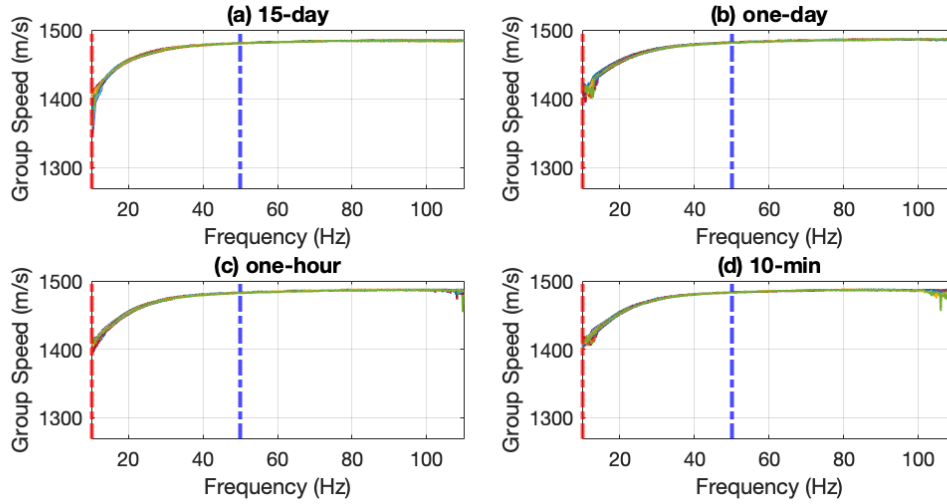 (a) 15-day
Group Speed (m/s)
1500
1400
1300
20 40 60 80 100
Frequency (Hz)
(b) one-day
Group Speed (m/s)
1500
1400
1300
20 40 60 80 100
Frequency (Hz)
(c) one-hour
Group Speed (m/s)
1500
1400
1300
20 40 60 80 100
Frequency (Hz)
(d) 10-min
Group Speed (m/s)
1500
1400
1300
20 40 60 80 100
Frequency (Hz)